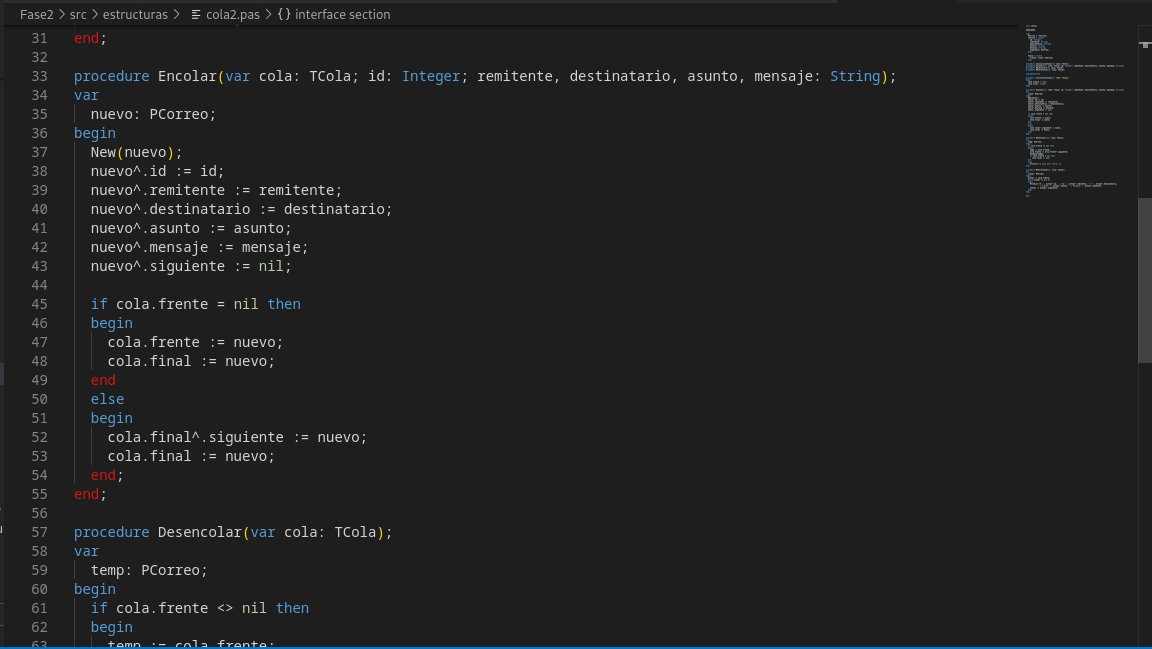 Fase2 > src > estructuras > cola2.pas > {} interface section
31 end;
32
33 procedure Encolar(var cola: TCola; id: Integer; remitente, destinatario, asunto, mensaje: String);
34 var
35   nuevo: PCorreo;
36 begin
37   New(nuevo);
38   nuevo^.id := id;
39   nuevo^.remitente := remitente;
40   nuevo^.destinatario := destinatario;
41   nuevo^.asunto := asunto;
42   nuevo^.mensaje := mensaje;
43   nuevo^.siguiente := nil;
44
45   if cola.frente = nil then
46   begin
47     cola.frente := nuevo;
48     cola.final := nuevo;
49   end
50   else
51   begin
52     cola.final^.siguiente := nuevo;
53     cola.final := nuevo;
54   end;
55 end;
56
57 procedure Desencolar(var cola: TCola);
58 var
59   temp: PCorreo;
60 begin
61   if cola.frente <> nil then
62   begin
63     temp := cola.frente;